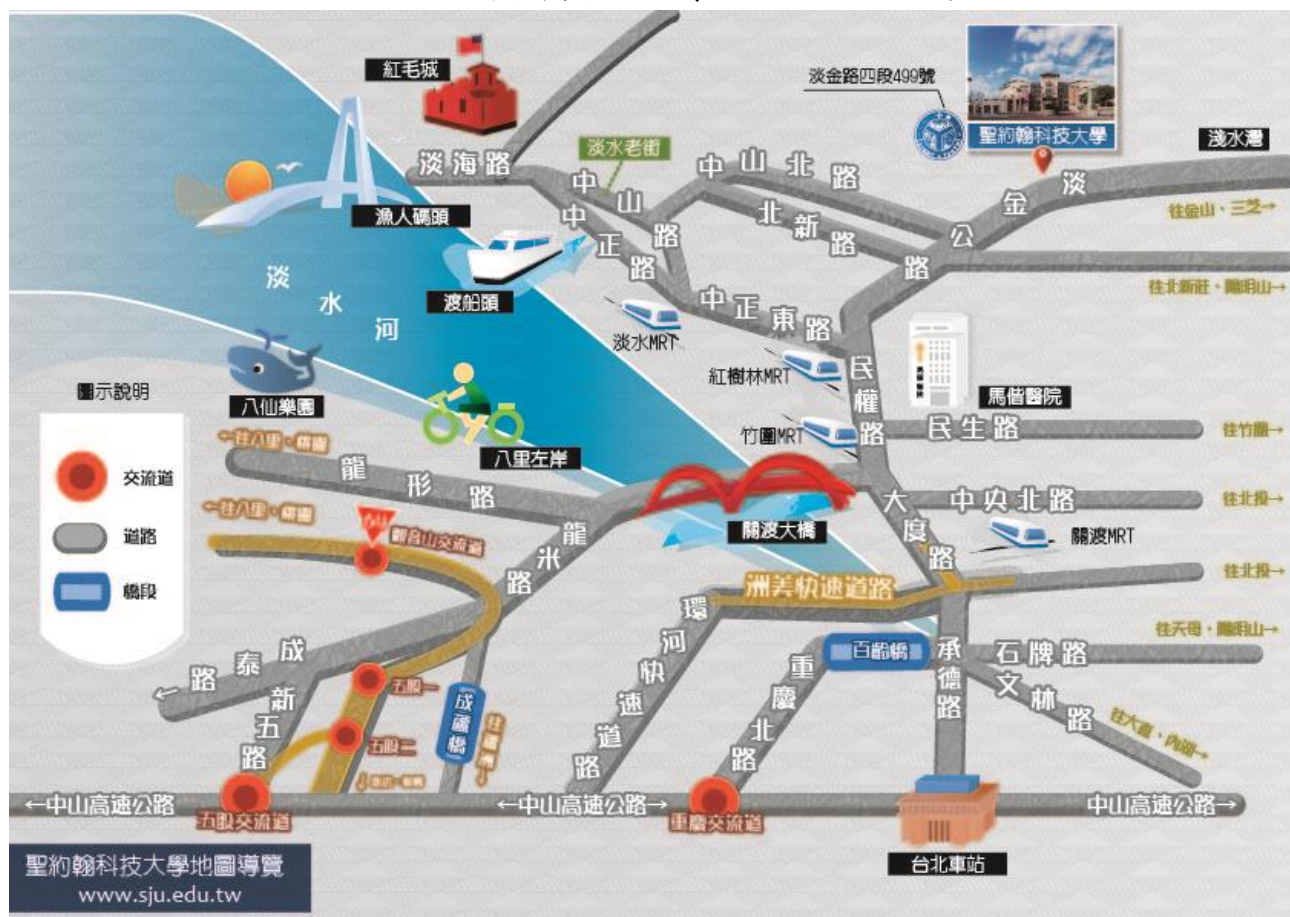 紅毛城
淡金路四段499號
聖約翰科技大學
淺水灣
淡海路
淡水老街
中山路
中山北路
北新路
淡金公路
往金山、三芝→
往北新莊、陽明山→
漁人碼頭
渡船頭
中正路
中正東路
淡水河
淡水MRT
紅樹林MRT
民權路
馬偕醫院
竹圍MRT
民生路
往竹圍→
八仙樂園
八里左岸
圖示說明
交流道
道路
橋段
←往八里、桃園
龍形路
←往八里、桃園
64
觀音山交流道
龍米路
關渡大橋
大度路
中央北路
往北投→
關渡MRT
往北投→
洲美快速道路
環河快速道路
百齡橋
承德路
石牌路
往天母、陽明山→
文林路
往大直、內湖→
重慶北路
←路泰成
新五路
五股一
五股二
成蘆橋
往蘆洲→
←中山高速公路
←中山高速公路→
中山高速公路→
五股交流道
重慶交流道
台北車站
聖約翰科技大學地圖導覽
www.sju.edu.tw